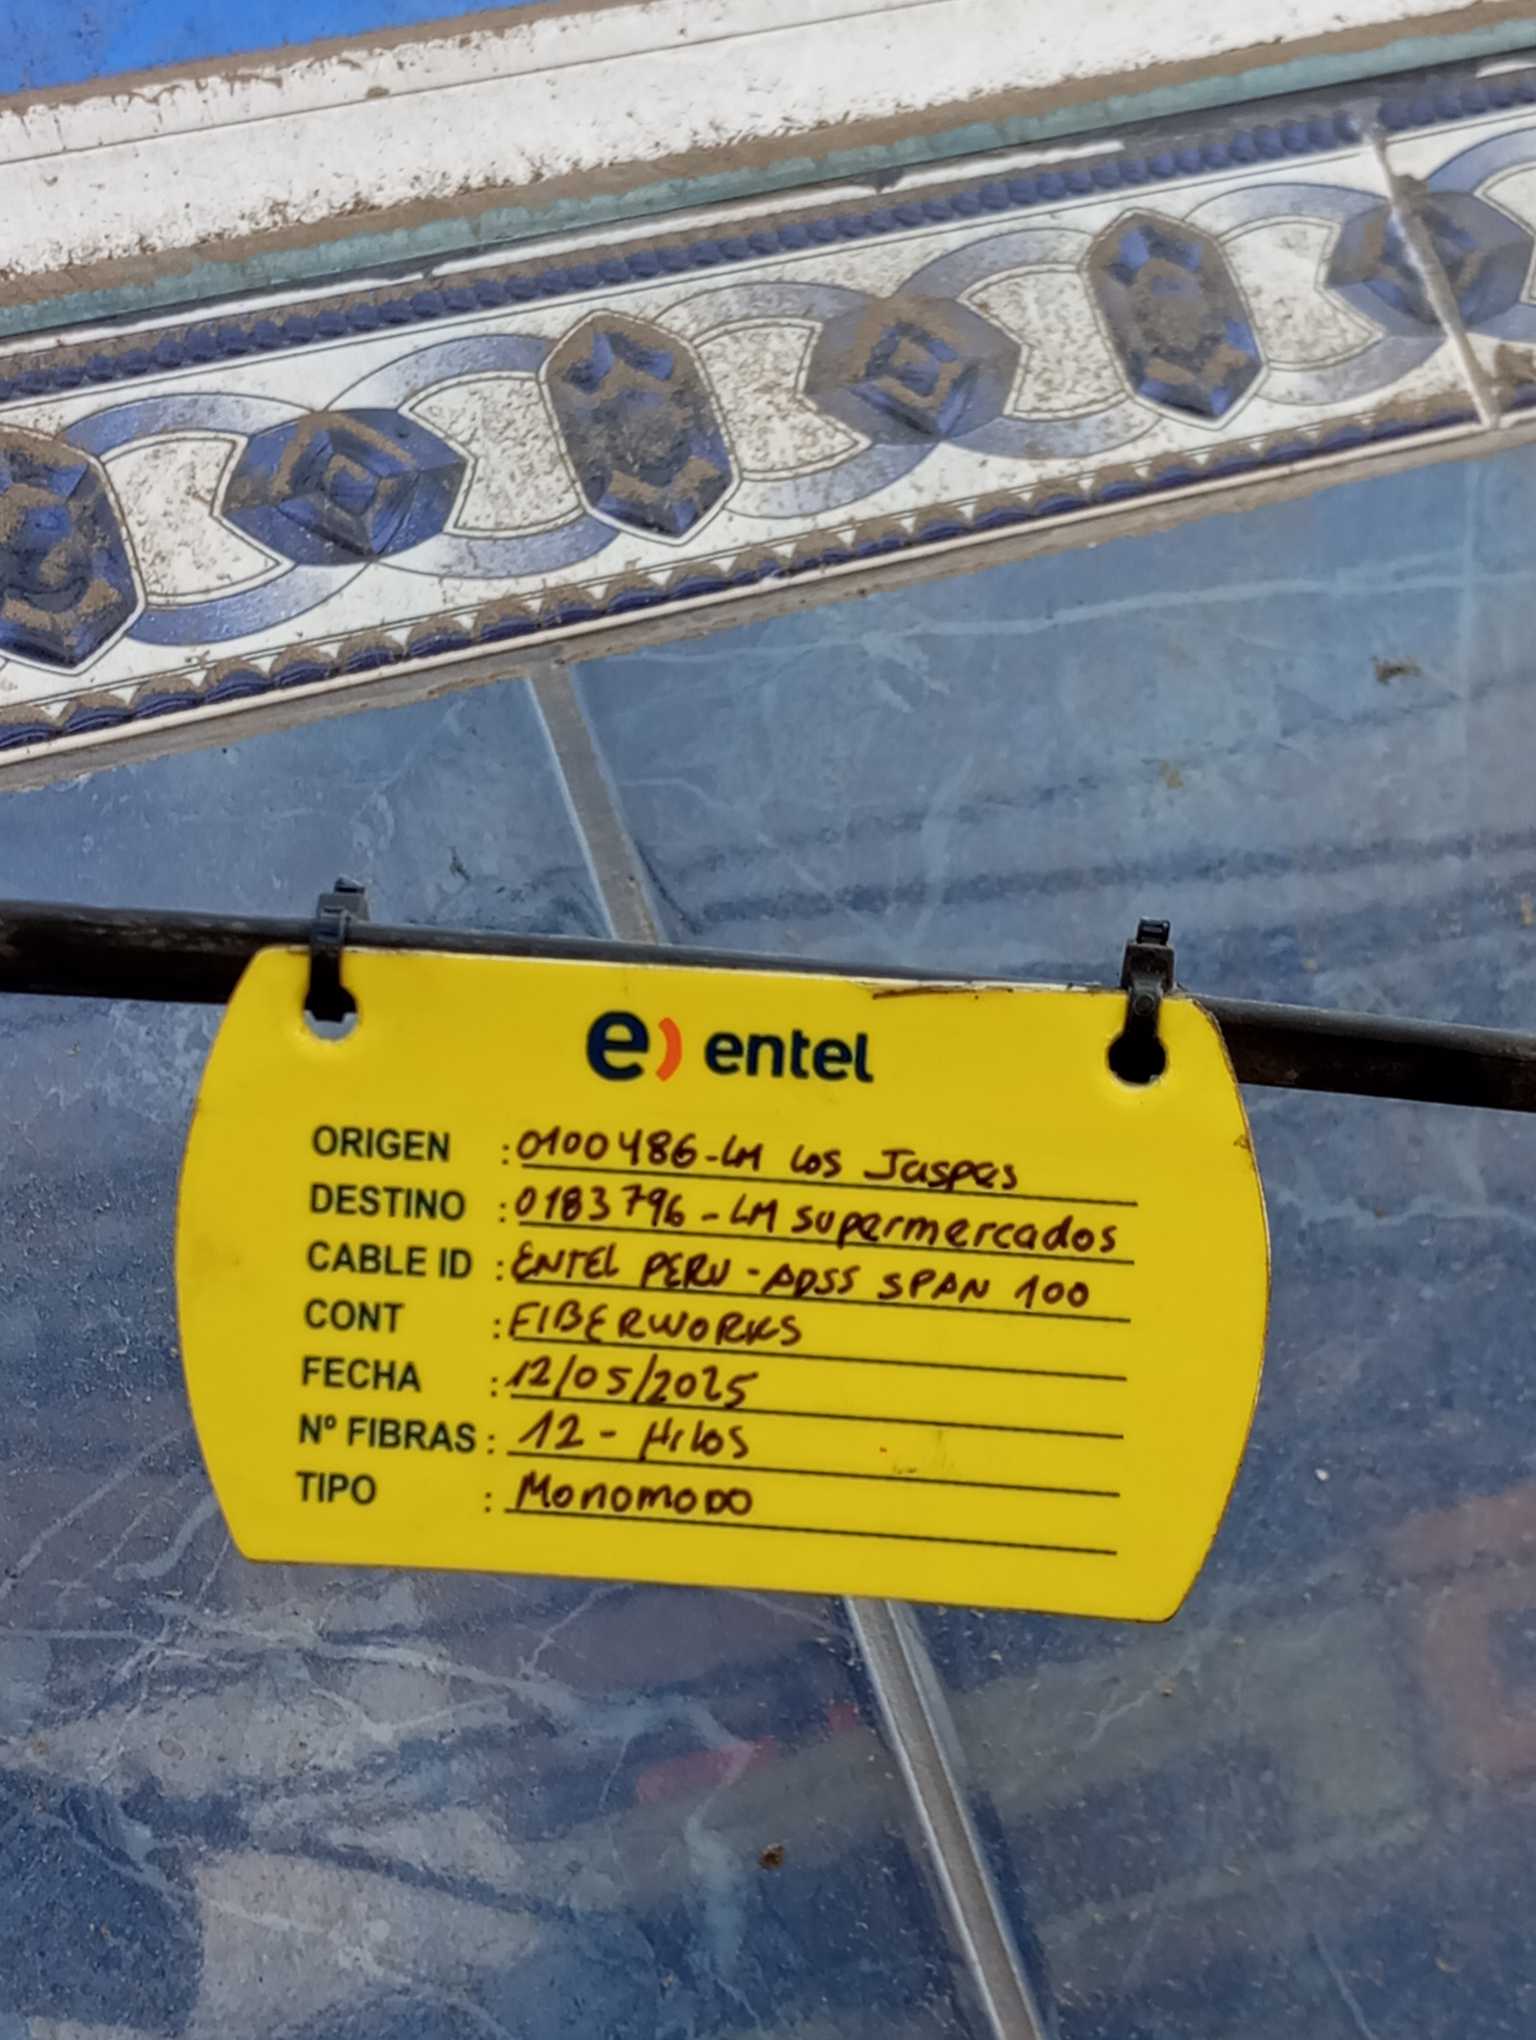 e) entel
ORIGEN : 0100486-LM Los Jaspes
DESTINO : 0183796-LM Supermercados
CABLE ID : ENTEL PERU-ADSS SPAN 100
CONT : FIBERWORKS
FECHA : 12/05/2025
Nº FIBRAS : 12 - Hilos
TIPO : Monomodo